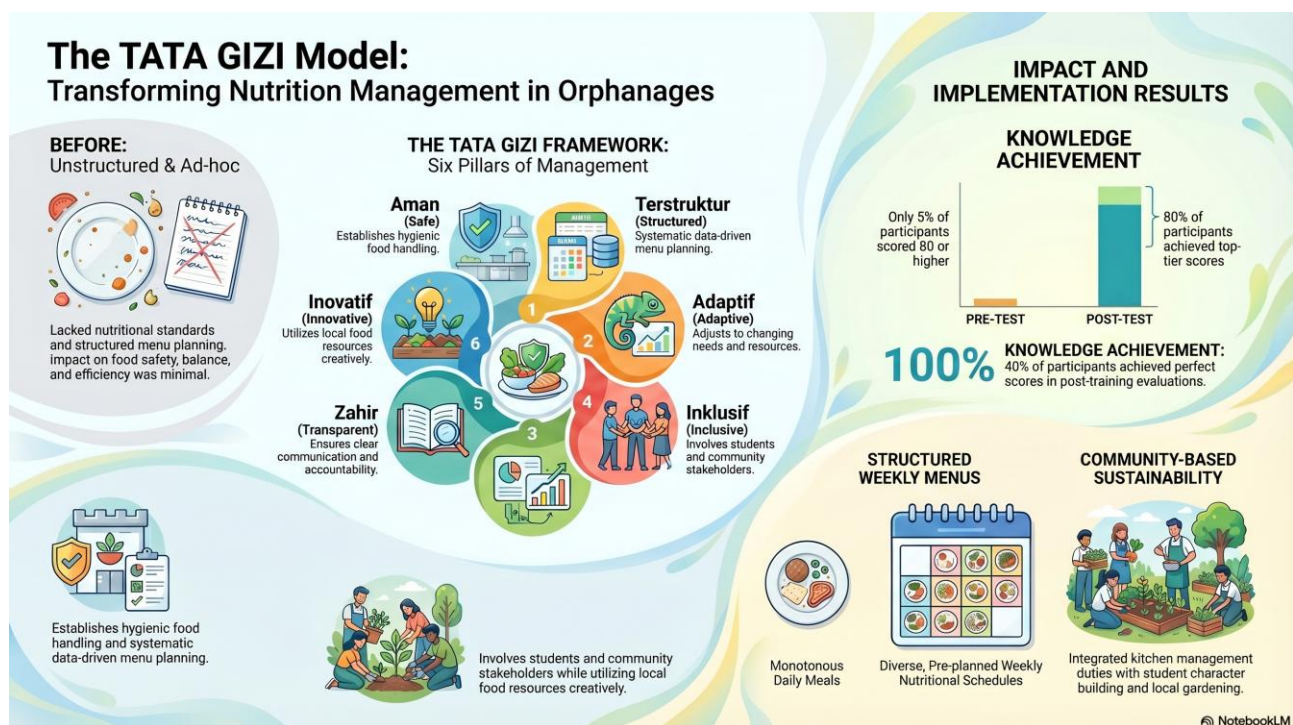 The TATA GIZI Model:
Transforming Nutrition Management in Orphanages
BEFORE:
Unstructured & Ad-hoc
Lacked nutritional standards
and structured menu planning.
impact on food safety, balance,
and efficiency was minimal.
THE TATA GIZI FRAMEWORK:
Six Pillars of Management
Aman
(Safe)
Establishes hygienic
food handling.
Terstruktur
(Structured)
Systematic data-driven
menu planning.
Inovatif
(Innovative)
Utilizes local food
resources
creatively.
Adaptif
(Adaptive)
Adjusts to changing
needs and resources.
Zahir
(Transparent)
Ensures clear
communication and
accountability.
Inklusif
(Inclusive)
Involves students
and community
stakeholders.
1
2
6
5
4
3
Establishes hygienic food
handling and systematic
data-driven menu planning.
Involves students and community
stakeholders while utilizing local
food resources creatively.
IMPACT AND
IMPLEMENTATION RESULTS
KNOWLEDGE
ACHIEVEMENT
Only 5% of
participants
scored 80 or
higher
80% of
participants
achieved top-
tier scores
PRE-TEST
POST-TEST
100%
KNOWLEDGE ACHIEVEMENT:
40% of participants achieved perfect
scores in post-training evaluations.
STRUCTURED
WEEKLY MENUS
Monotonous
Daily Meals
Diverse, Pre-planned Weekly
Nutritional Schedules
COMMUNITY-BASED
SUSTAINABILITY
Integrated kitchen management
duties with student character
building and local gardening.
NotebookLM